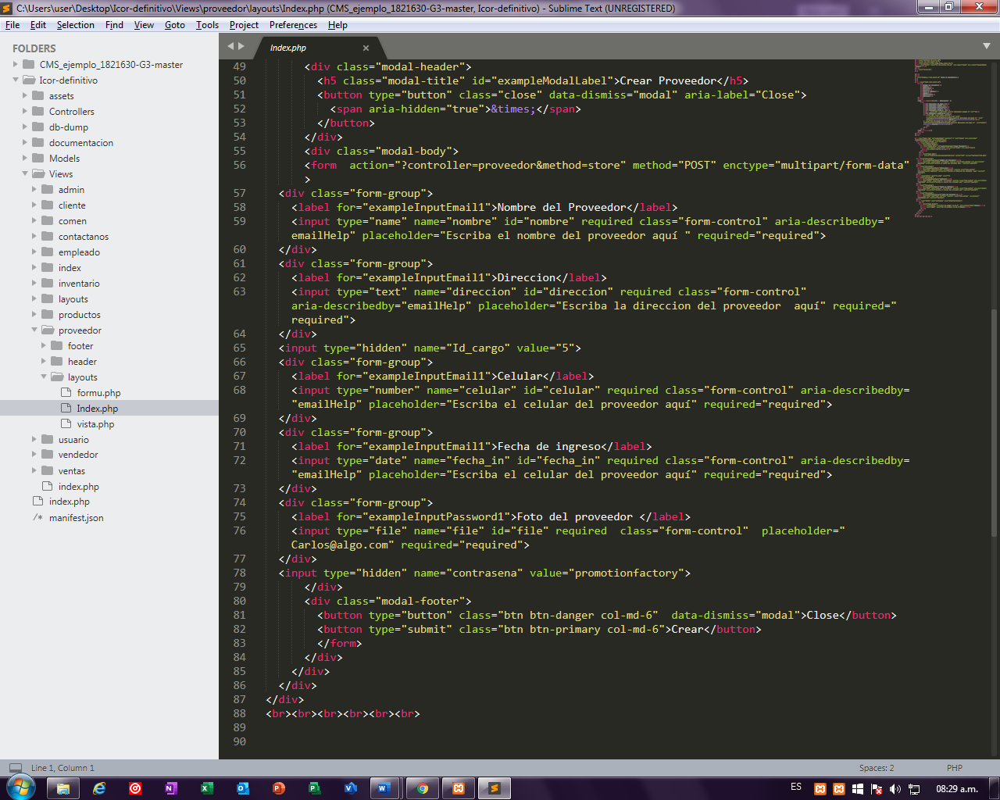 C:\Users\user\Desktop\Icor-definitivo\Views\proveedor\layouts\Index.php (CMS_ejemplo_1821630-G3-master, Icor-definitivo) - Sublime Text (UNREGISTERED)
File Edit Selection Find View Goto Tools Project Preferences Help
FOLDERS
CMS_ejemplo_1821630-G3-master
Icor-definitivo
assets
Controllers
db-dump
documentacion
Models
Views
admin
cliente
comen
contactanos
empleado
index
inventario
layouts
productos
proveedor
footer
header
layouts
formu.php
Index.php
vista.php
usuario
vendedor
ventas
index.php
index.php
/* manifest.json
Index.php ×
49 <div class="modal-header">
50 <h5 class="modal-title" id="exampleModalLabel">Crear Proveedor</h5>
51 <button type="button" class="close" data-dismiss="modal" aria-label="Close">
52 <span aria-hidden="true">&times;</span>
53 </button>
54 </div>
55 <div class="modal-body">
56 <form  action="?controller=proveedor&method=store" method="POST" enctype="multipart/form-data"
>
57 <div class="form-group">
58 <label for="exampleInputEmail1">Nombre del Proveedor</label>
59 <input type="name" name="nombre" id="nombre" required class="form-control" aria-describedby="
emailHelp" placeholder="Escriba el nombre del proveedor aquí " required="required">
60 </div>
61 <div class="form-group">
62 <label for="exampleInputEmail1">Direccion</label>
63 <input type="text" name="direccion" id="direccion" required class="form-control"
aria-describedby="emailHelp" placeholder="Escriba la direccion del proveedor  aquí" required="
required">
64 </div>
65 <input type="hidden" name="Id_cargo" value="5">
66 <div class="form-group">
67 <label for="exampleInputEmail1">Celular</label>
68 <input type="number" name="celular" id="celular" required class="form-control" aria-describedby=
"emailHelp" placeholder="Escriba el celular del proveedor aquí" required="required">
69 </div>
70 <div class="form-group">
71 <label for="exampleInputEmail1">Fecha de ingreso</label>
72 <input type="date" name="fecha_in" id="fecha_in" required class="form-control" aria-describedby=
"emailHelp" placeholder="Escriba el celular del proveedor aquí" required="required">
73 </div>
74 <div class="form-group">
75 <label for="exampleInputPassword1">Foto del proveedor </label>
76 <input type="file" name="file" id="file" required  class="form-control"  placeholder="
Carlos@algo.com" required="required">
77 </div>
78 <input type="hidden" name="contrasena" value="promotionfactory">
79 </div>
80 <div class="modal-footer">
81 <button type="button" class="btn btn-danger col-md-6"  data-dismiss="modal">Close</button>
82 <button type="submit" class="btn btn-primary col-md-6">Crear</button>
83 </form>
84 </div>
85 </div>
86 </div>
87 </div>
88 <br><br><br><br><br><br>
89
90
Line 1, Column 1
Spaces: 2
PHP
ES
08:29 a.m.